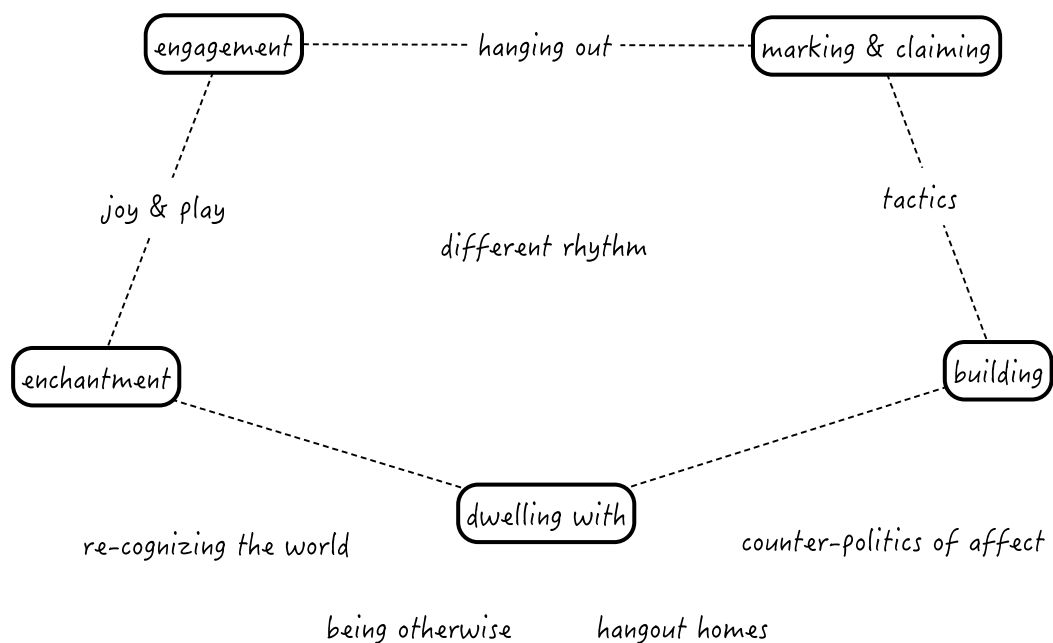 engagement
hanging out
marking & claiming
joy & play
tactics
different rhythm
enchantment
building
dwelling with
re-cognizing the world
counter-politics of affect
being otherwise
hangout homes